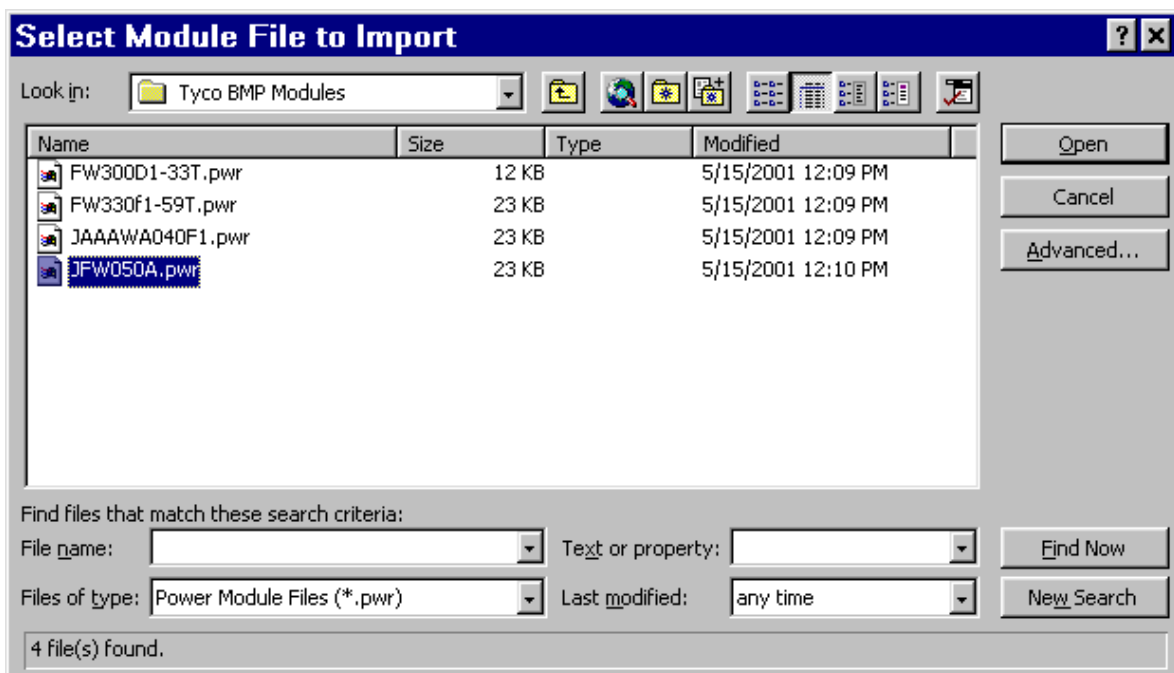 Select Module File to Import
Look in: Tyco BMP Modules
Name Size Type Modified
FW300D1-33T.pwr 12 KB 5/15/2001 12:09 PM
FW330f1-59T.pwr 23 KB 5/15/2001 12:09 PM
JAAAWA040F1.pwr 23 KB 5/15/2001 12:09 PM
JFW050A.pwr 23 KB 5/15/2001 12:10 PM
Open
Cancel
Advanced...
Find files that match these search criteria:
File name: Text or property: Find Now
Files of type: Power Module Files (*.pwr) Last modified: any time New Search
4 file(s) found.